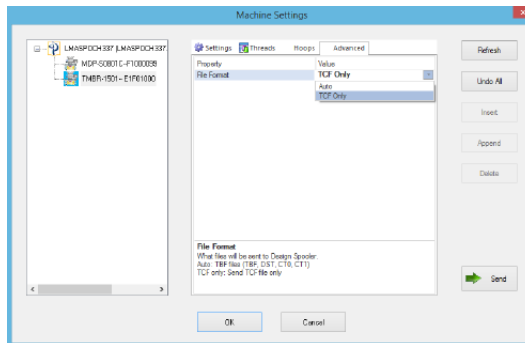 Machine Settings
LMASPOCH337 (LMASPOCH337
MDP-S0801C-F1000095
TMBR-1501-E1F01000
Settings Threads Hoops Advanced
Property Value
File Format TCF Only
Auto
TCF Only
File Format
What files will be sent to Design Spooler:
Auto: TBF files (TBF, DST, CT0, CT1)
TCF only: Send TCF file only
Refresh
Undo All
Insert
Append
Delete
Send
OK Cancel